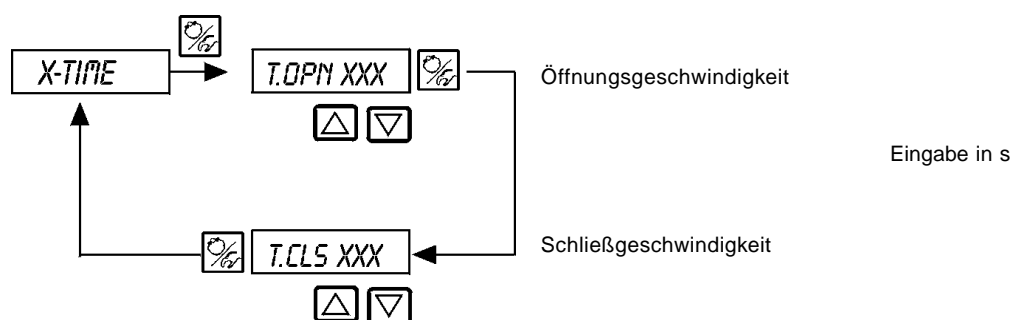 X-TIME
T.OPN XXX
Öffnungsgeschwindigkeit
Eingabe in s
T.CLS XXX
Schließgeschwindigkeit